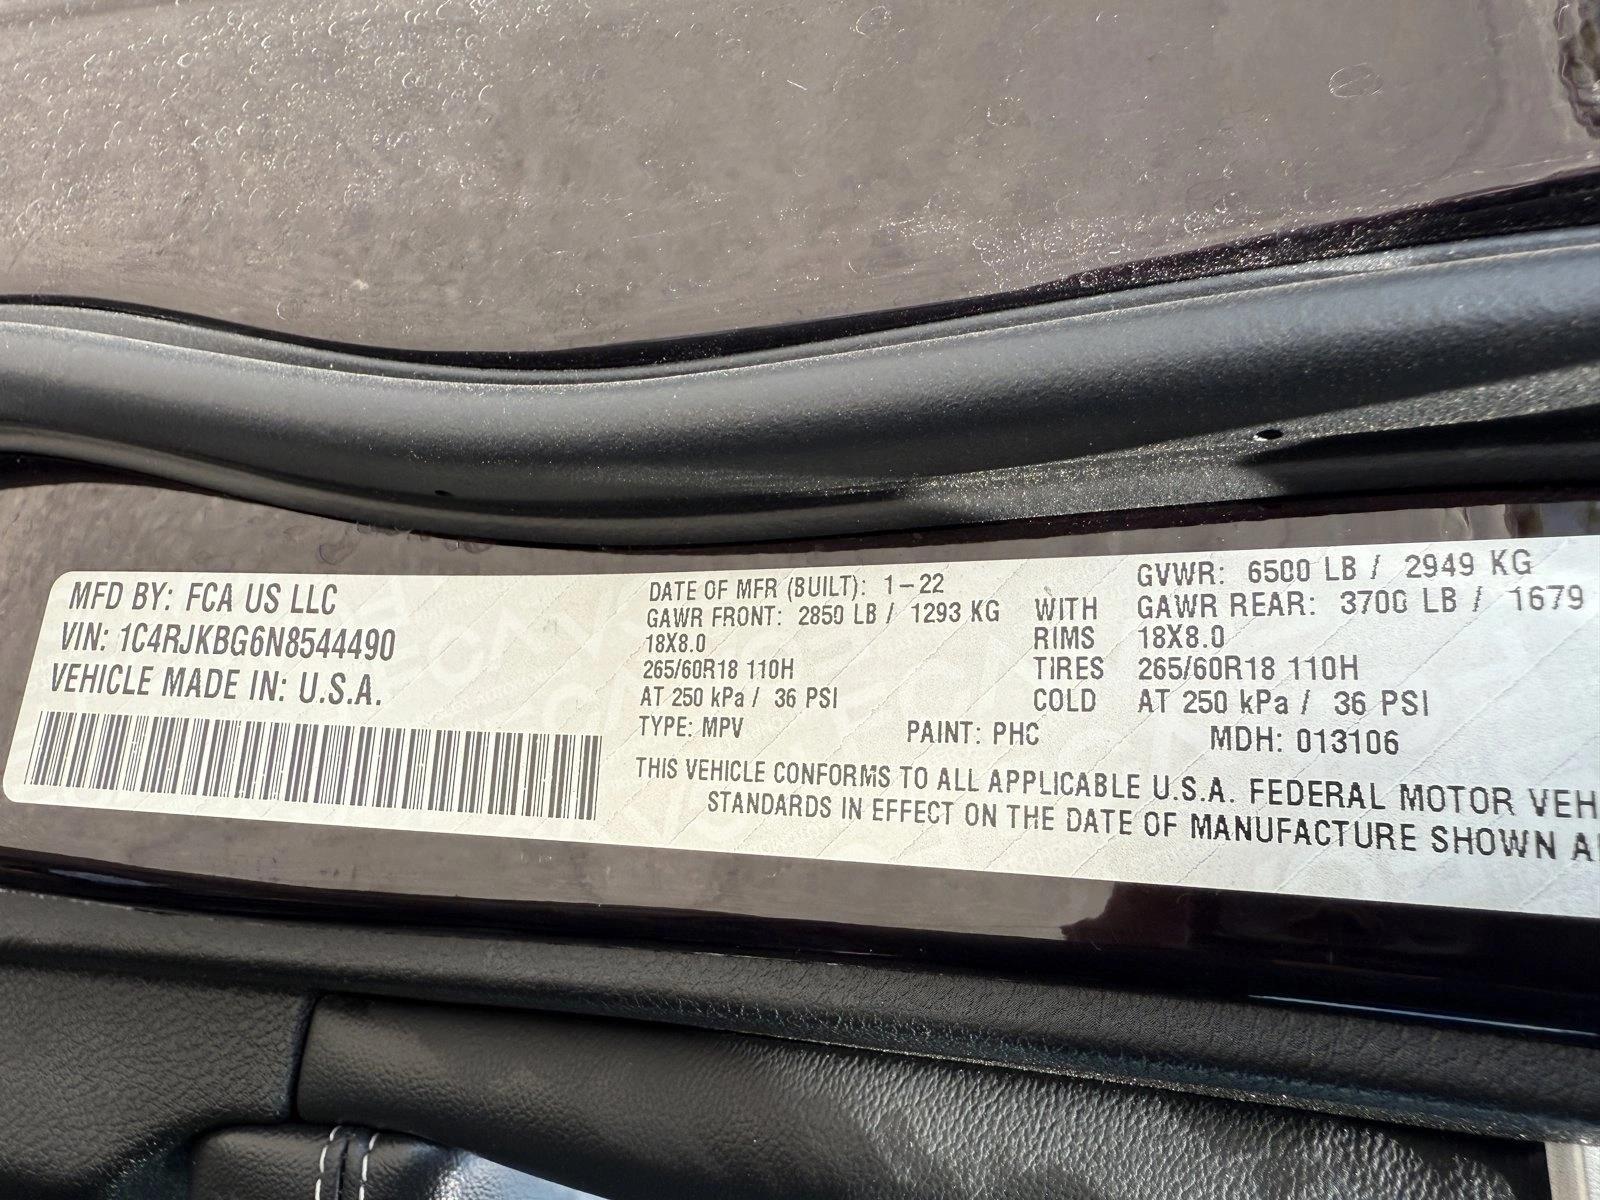 MFD BY: FCA US LLC
VIN: 1C4RJKBG6N8544490
VEHICLE MADE IN: U.S.A.
DATE OF MFR (BUILT): 1-22
GAWR FRONT: 2850 LB / 1293 KG
18X8.0
265/60R18 110H
AT 250 kPa / 36 PSI
TYPE: MPV
WITH
RIMS
TIRES
COLD
PAINT: PHC
GVWR: 6500 LB / 2949 KG
GAWR REAR: 3700 LB / 1679
18X8.0
265/60R18 110H
AT 250 kPa / 36 PSI
MDH: 013106
THIS VEHICLE CONFORMS TO ALL APPLICABLE U.S.A. FEDERAL MOTOR VEH
STANDARDS IN EFFECT ON THE DATE OF MANUFACTURE SHOWN A